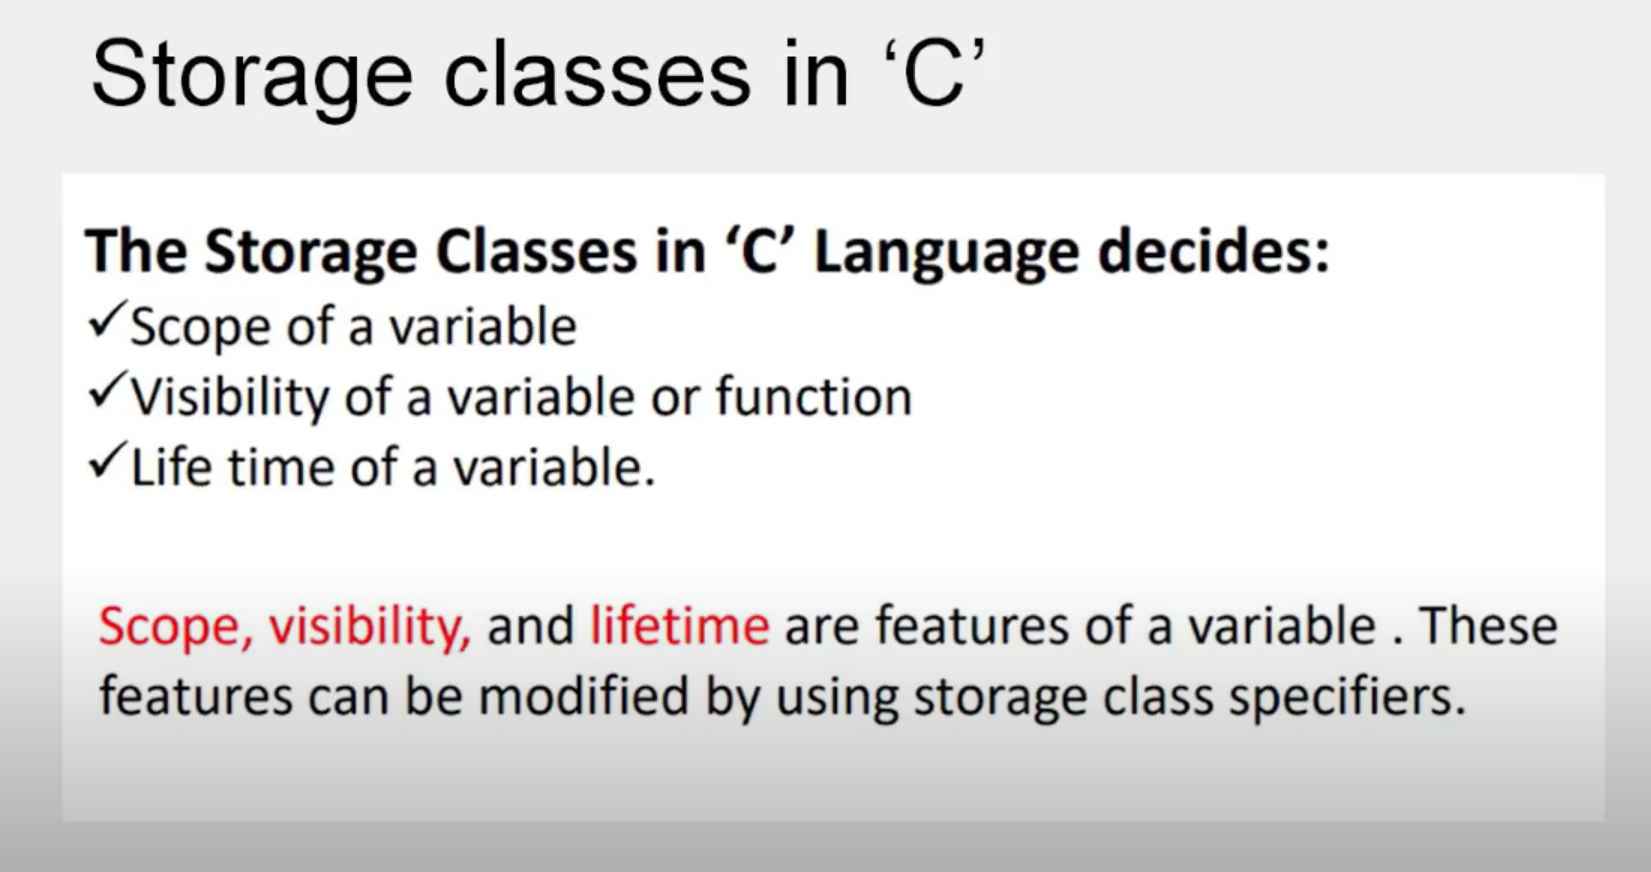 Storage classes in ‘C’
The Storage Classes in ‘C’ Language decides:
✓Scope of a variable
✓Visibility of a variable or function
✓Life time of a variable.
Scope, visibility, and lifetime are features of a variable . These
features can be modified by using storage class specifiers.